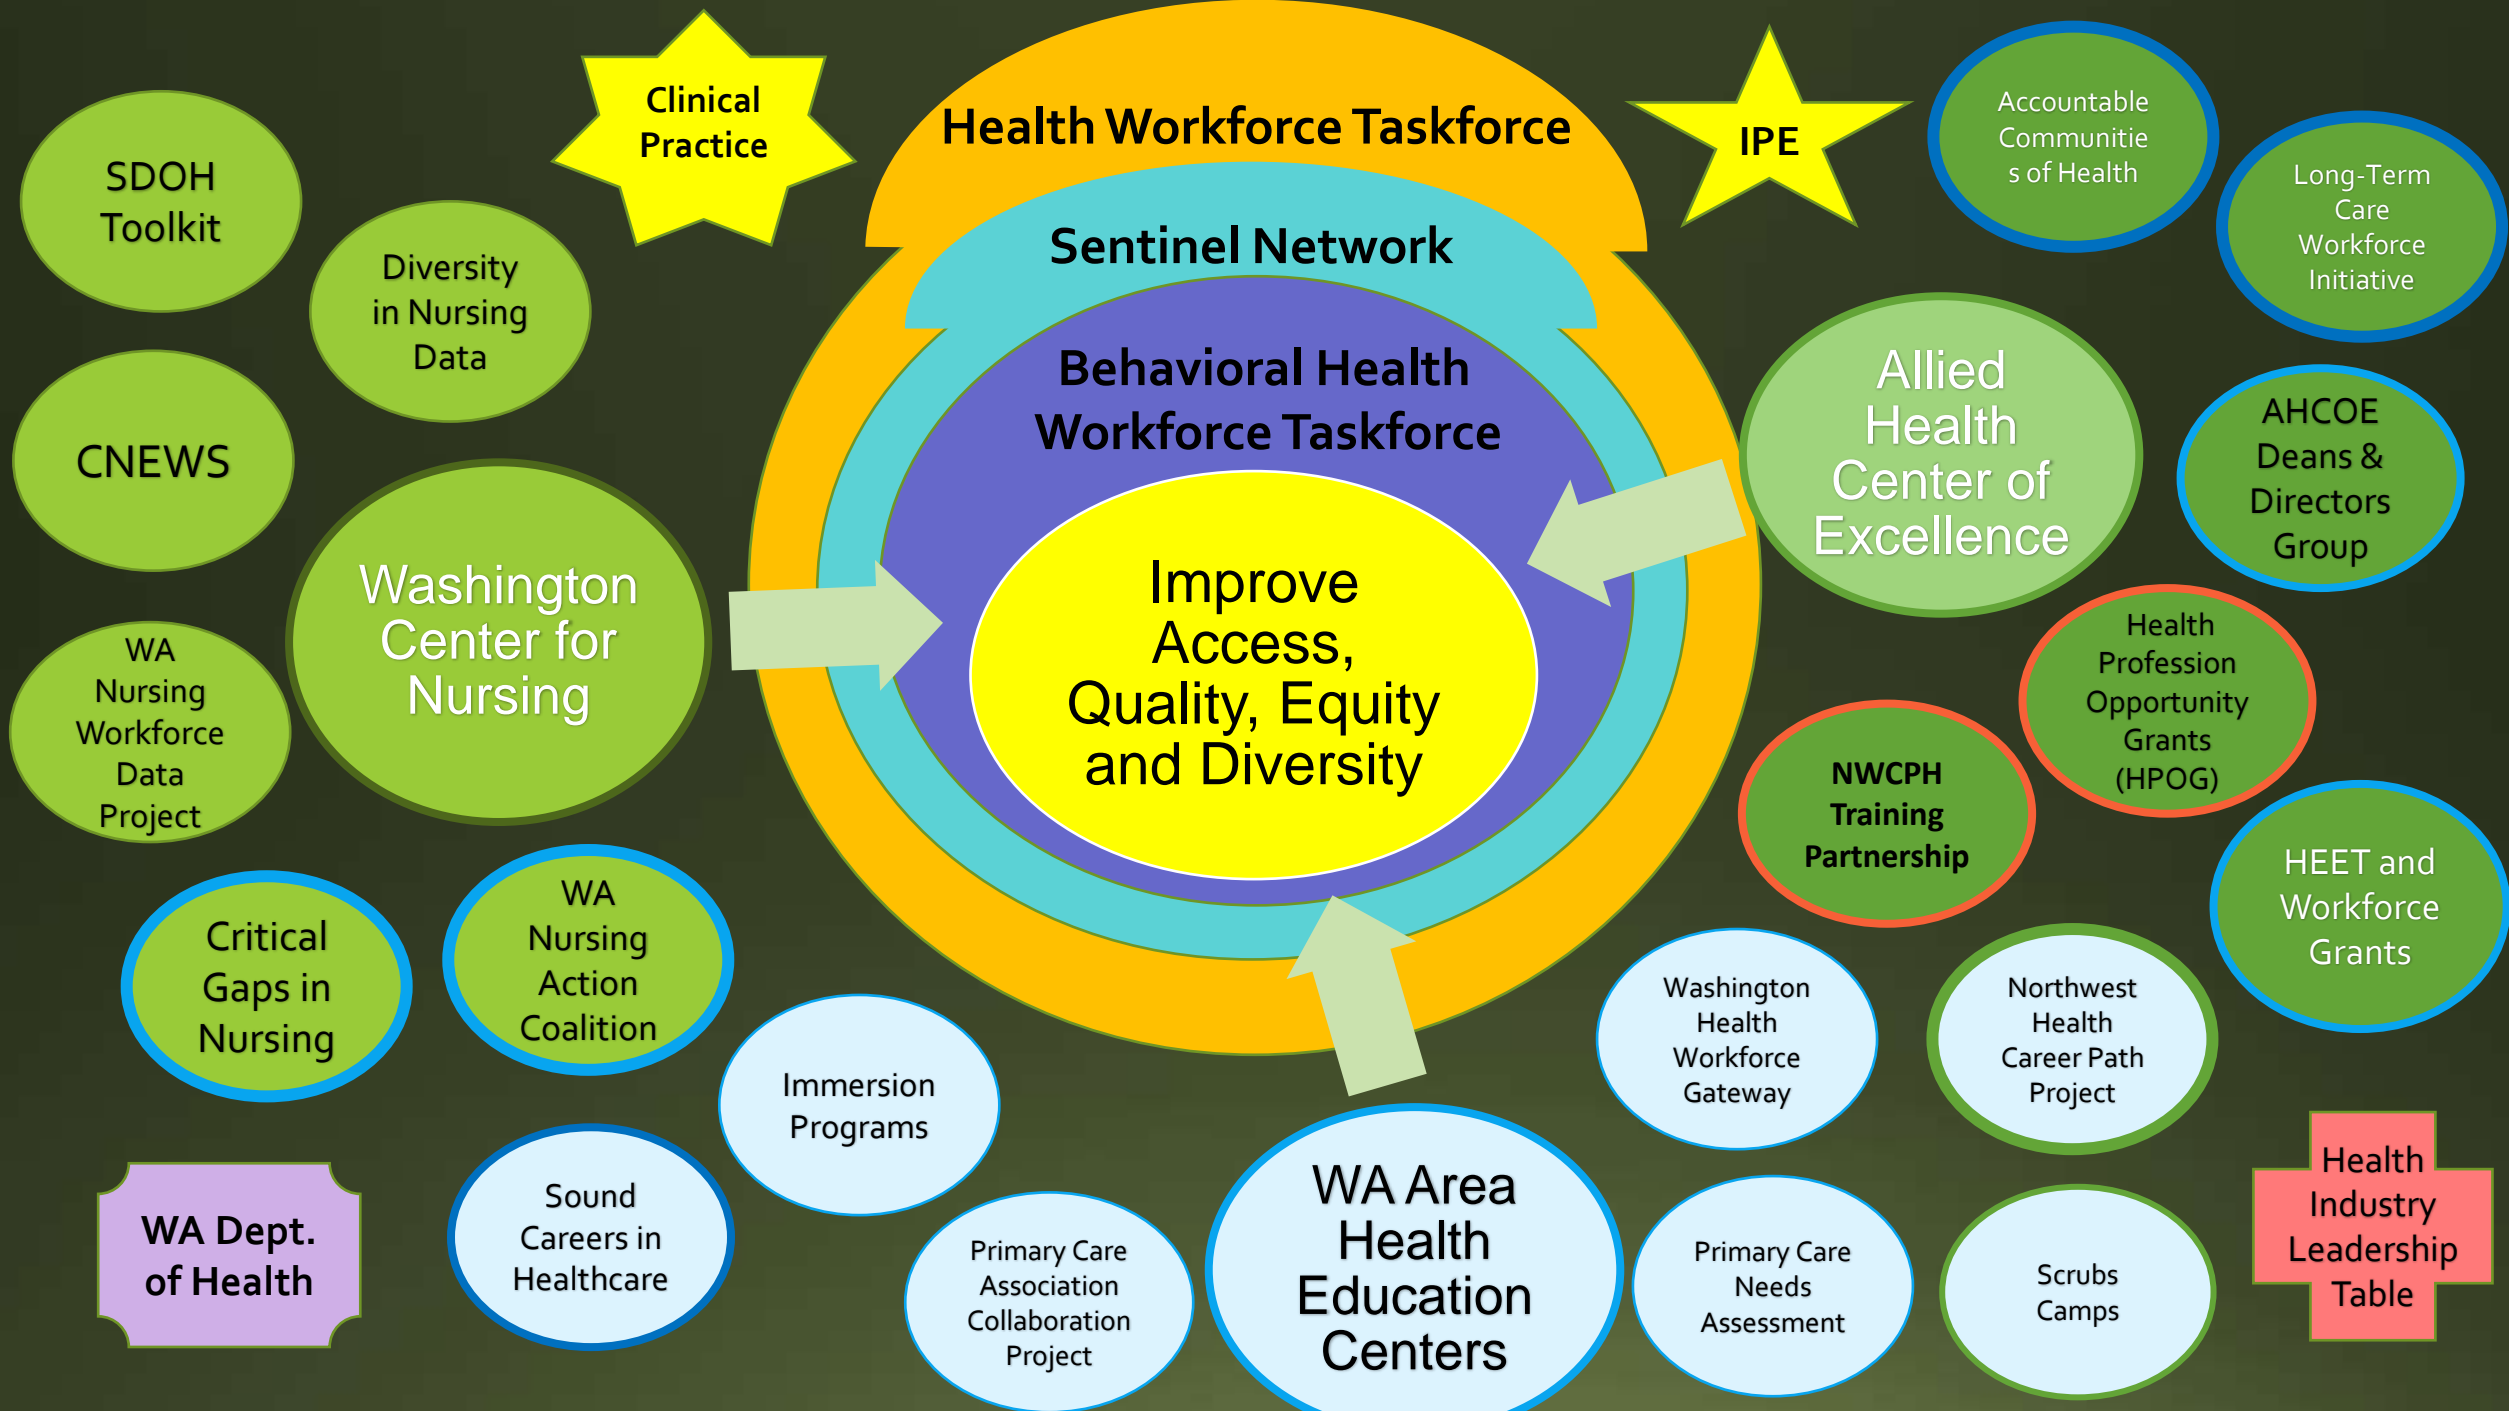 Clinical
Practice
Health Workforce Taskforce
IPE
Accountable
Communitie
s of Health
SDOH
Toolkit
Long-Term
Care
Workforce
Initiative
Diversity
in Nursing
Data
Sentinel Network
Behavioral Health
Workforce Taskforce
Allied
Health
Center of
Excellence
AHCOE
Deans &
Directors
Group
CNEWS
Washington
Center for
Nursing
Improve
Access,
Quality, Equity
and Diversity
Health
Profession
Opportunity
Grants
(HPOG)
WA
Nursing
Workforce
Data
Project
NWCPH
Training
Partnership
HEET and
Workforce
Grants
Critical
Gaps in
Nursing
WA
Nursing
Action
Coalition
Immersion
Programs
Washington
Health
Workforce
Gateway
Northwest
Health
Career Path
Project
WA Dept.
of Health
Sound
Careers in
Healthcare
Primary Care
Association
Collaboration
Project
WA Area
Health
Education
Centers
Primary Care
Needs
Assessment
Scrubs
Camps
Health
Industry
Leadership
Table